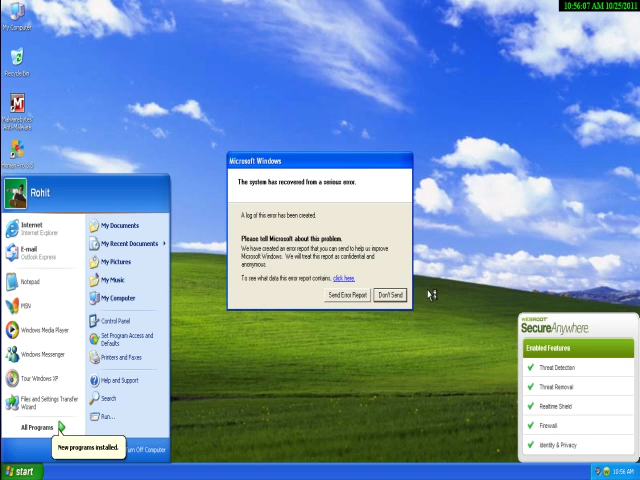 10:56:07 AM 10/25/2011
My Computer
Recycle Bin
Malwarebytes'
Anti-Malware
Rohit
Internet
Internet Explorer
E-mail
Outlook Express
Notepad
MSN
Windows Media Player
Windows Messenger
Tour Windows XP
Files and Settings Transfer
Wizard
All Programs
New programs installed.
My Documents
My Recent Documents
My Pictures
My Music
My Computer
Control Panel
Set Program Access and
Defaults
Printers and Faxes
Help and Support
Search
Run...
Turn Off Computer
start
Microsoft Windows
The system has recovered from a serious error.
A log of this error has been created.
Please tell Microsoft about this problem.
We have created an error report that you can send to help us improve
Microsoft Windows. We will treat this report as confidential and
anonymous.
To see what data this error report contains, click here.
Send Error Report
Don't Send
WEBROOT
SecureAnywhere.
Enabled Features
Threat Detection
Threat Removal
Realtime Shield
Firewall
Identity & Privacy
10:56 AM